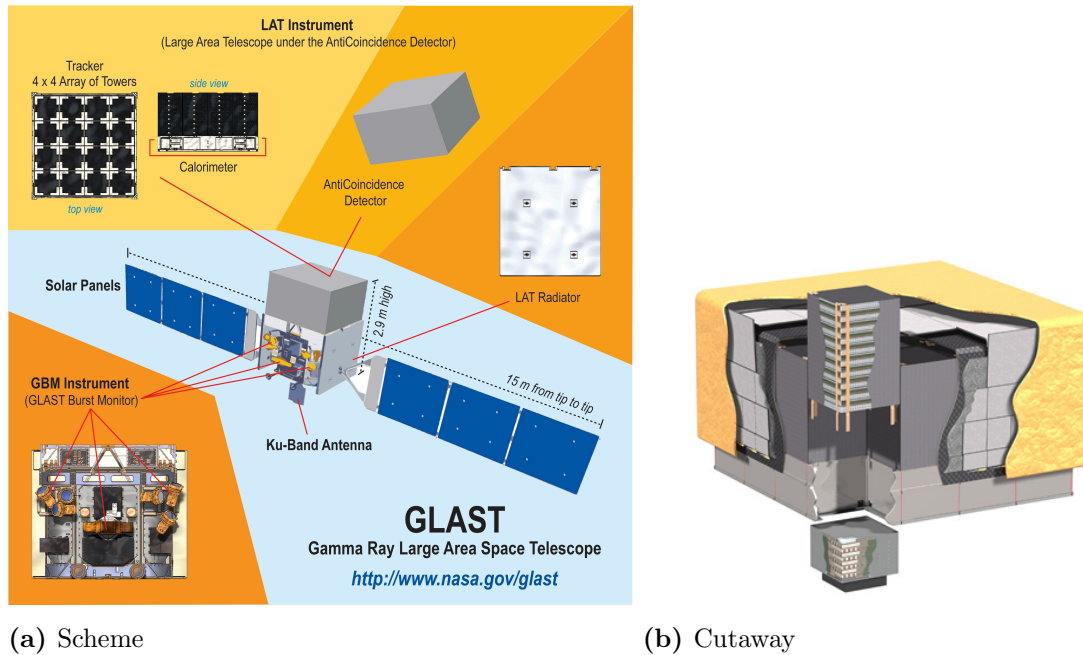 LAT Instrument
(Large Area Telescope under the AntiCoincidence Detector)
Tracker
4 x 4 Array of Towers
side view
Calorimeter
top view
AntiCoincidence
Detector
Solar Panels
2.9 m high
LAT Radiator
GBM Instrument
(GLAST Burst Monitor)
15 m from tip to tip
Ku-Band Antenna
GLAST
Gamma Ray Large Area Space Telescope
http://www.nasa.gov/glast
(a) Scheme
(b) Cutaway